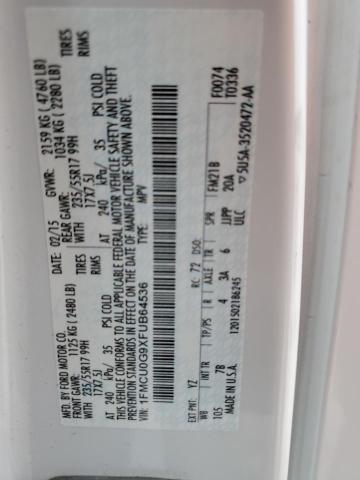 MFD. BY FORD MOTOR CO.
DATE: 02/15 GVWR: 2159 KG ( 4760 LB)
FRONT GAWR: 1125 KG ( 2480 LB) REAR GAWR: 1034 KG ( 2280 LB)
WITH 235/55R17 99H TIRES WITH 235/55R17 99H TIRES
17X7.5J RIMS 17X7.5J RIMS
AT 240 kPa/ 35 PSI COLD AT 240 kPa/ 35 PSI COLD
THIS VEHICLE CONFORMS TO ALL APPLICABLE FEDERAL MOTOR VEHICLE SAFETY AND THEFT
PREVENTION STANDARDS IN EFFECT ON THE DATE OF MANUFACTURE SHOWN ABOVE.
VIN: 1FMCU0G9XFUB64536 TYPE: MPV
F0074
T0336
EXT PNT: YZ RC: 72 DSO: FM21B
WB INT TR TP/PS R AXLE TR SPR
105 7B 4 3A 6 JJPP 20A
MADE IN U.S.A. 1201502186245 ULC ▽5U5A-3520472-AA